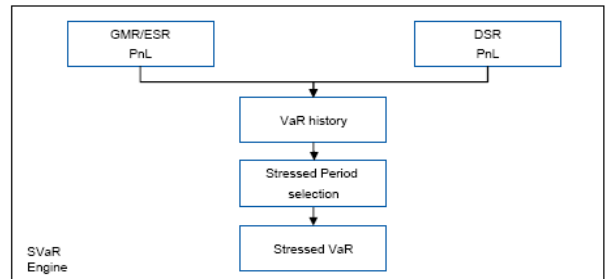 GMR/ESR
PnL
DSR
PnL
VaR history
Stressed Period
selection
Stressed VaR
SVaR
Engine